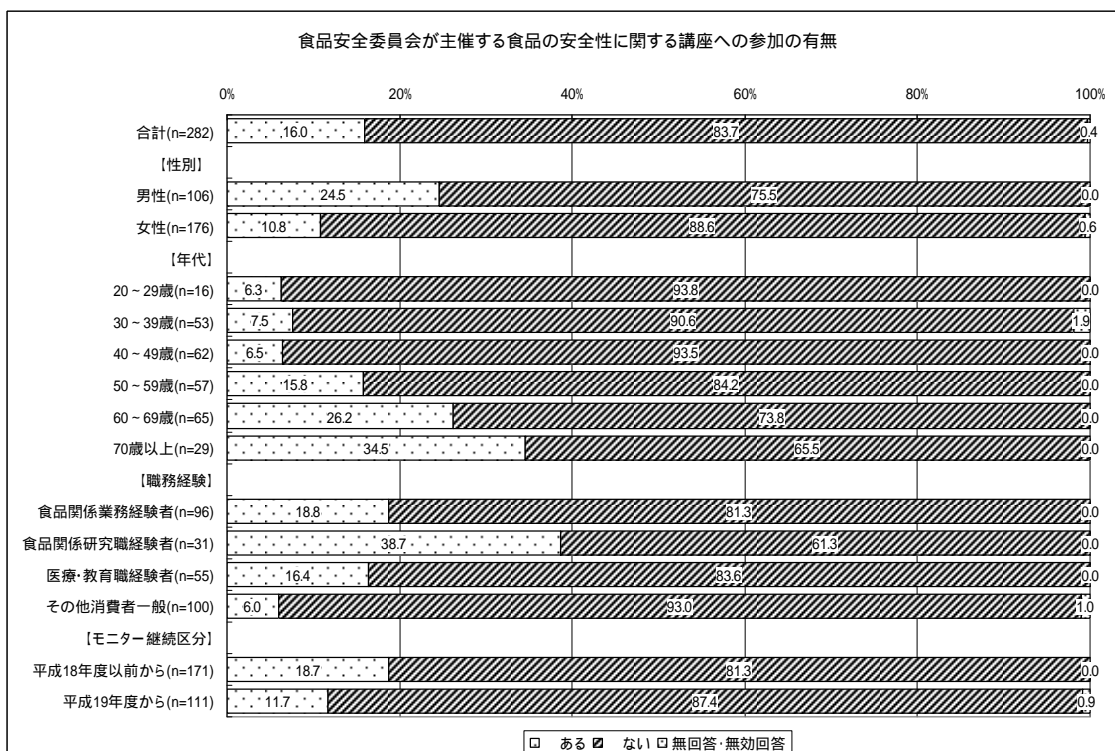 食品安全委員会が主催する食品の安全性に関する講座への参加の有無
0% 20% 40% 60% 80% 100%
合計(n=282) 16.0 83.7 0.4
【性別】
男性(n=106) 24.5 75.5 0.0
女性(n=176) 10.8 88.6 0.6
【年代】
20~29歳(n=16) 6.3 93.8 0.0
30~39歳(n=53) 7.5 90.6 1.9
40~49歳(n=62) 6.5 93.5 0.0
50~59歳(n=57) 15.8 84.2 0.0
60~69歳(n=65) 26.2 73.8 0.0
70歳以上(n=29) 34.5 65.5 0.0
【職務経験】
食品関係業務経験者(n=96) 18.8 81.3 0.0
食品関係研究職経験者(n=31) 38.7 61.3 0.0
医療・教育職経験者(n=55) 16.4 83.6 0.0
その他消費者一般(n=100) 6.0 93.0 1.0
【モニター継続区分】
平成18年度以前から(n=171) 18.7 81.3 0.0
平成19年度から(n=111) 11.7 87.4 0.9
ある ない 無回答・無効回答